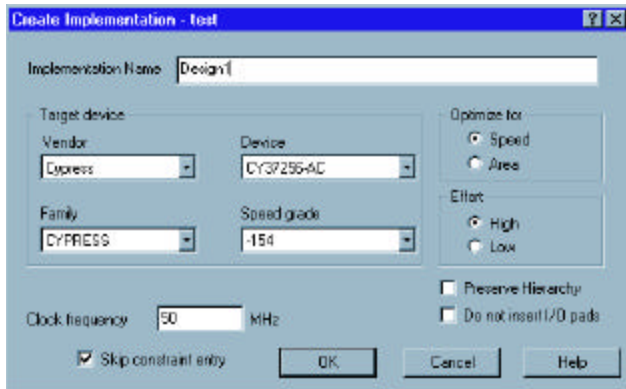 Create Implementation - test
Implementation Name Design1
Target device
Vendor Device
Cypress CY37256-AC
Family Speed grade
CYPRESS -154
Optimize for
Speed
Area
Effort
High
Low
Preserve Hierarchy
Do not insert I/O pads
Clock frequency 50 MHz
Skip constraint entry
OK Cancel Help